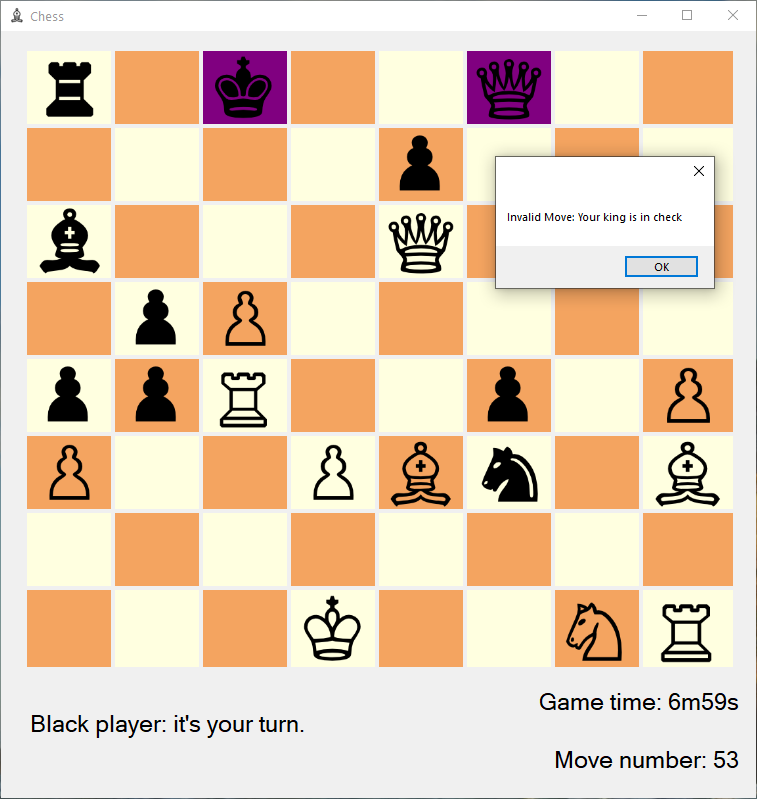 Chess
Invalid Move: Your king is in check
OK
Black player: it's your turn.
Game time: 6m59s
Move number: 53